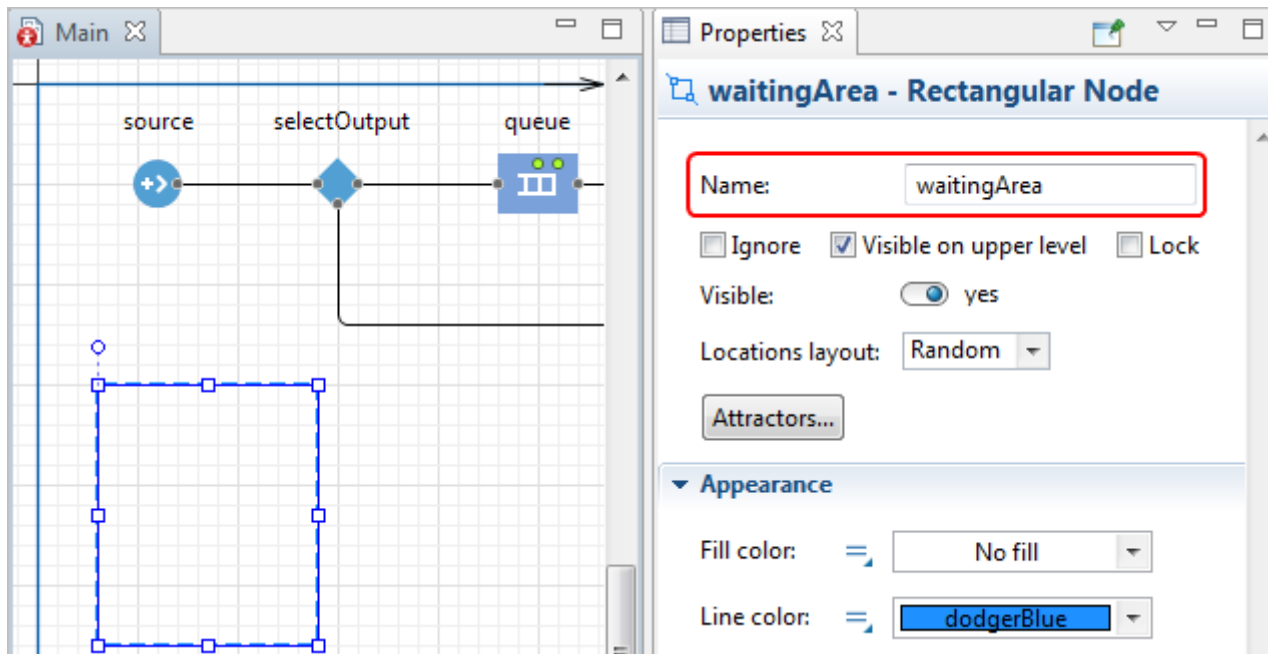 Main
source
selectOutput
queue
Properties
waitingArea - Rectangular Node
Name: waitingArea
Ignore Visible on upper level Lock
Visible: yes
Locations layout: Random
Attractors...
Appearance
Fill color: No fill
Line color: dodgerBlue